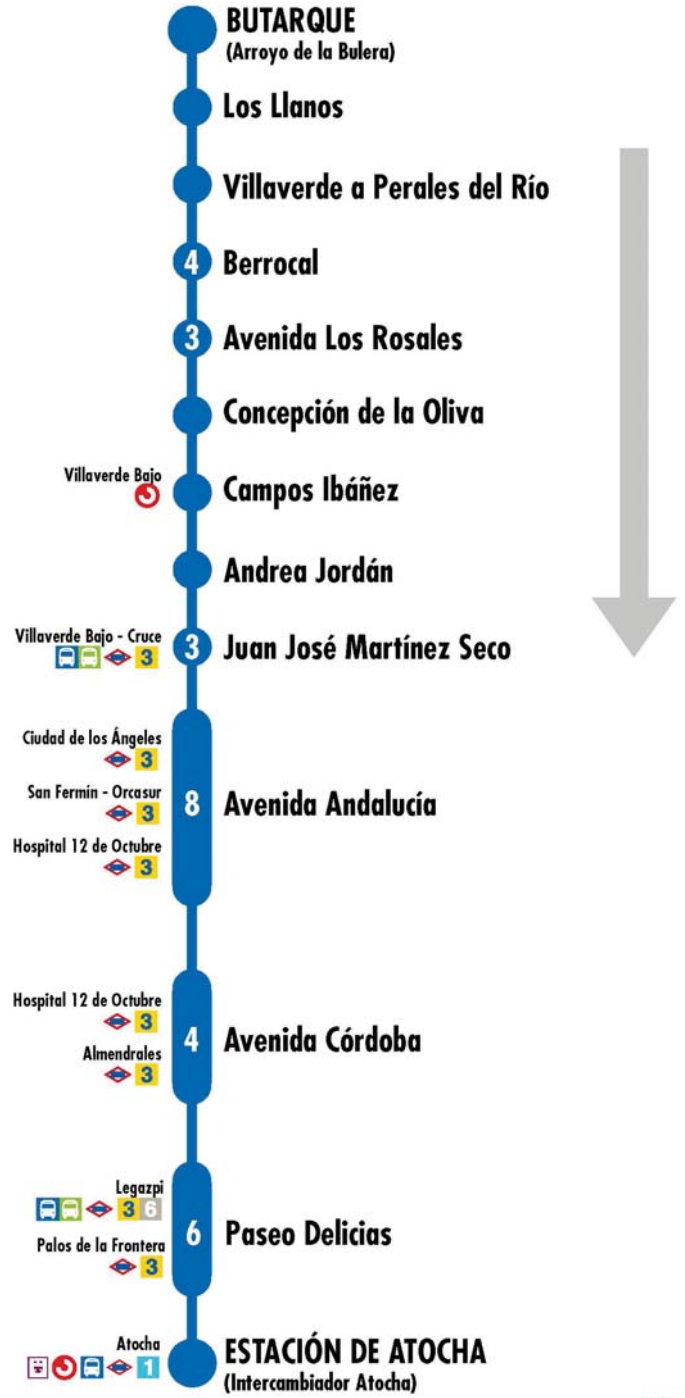 BUTARQUE
(Arroyo de la Bulera)
Los Llanos
Villaverde a Perales del Río
4 Berrocal
3 Avenida Los Rosales
Concepción de la Oliva
Villaverde Bajo
Campos Ibáñez
Andrea Jordán
Villaverde Bajo - Cruce
3
3 Juan José Martínez Seco
Ciudad de los Ángeles
3
San Fermín - Orcasur
3
Hospital 12 de Octubre
3
8 Avenida Andalucía
Hospital 12 de Octubre
3
Almendrales
3
4 Avenida Córdoba
Legazpi
3 6
Palos de la Frontera
3
6 Paseo Delicias
Atocha
1
ESTACIÓN DE ATOCHA
(Intercambiador Atocha)